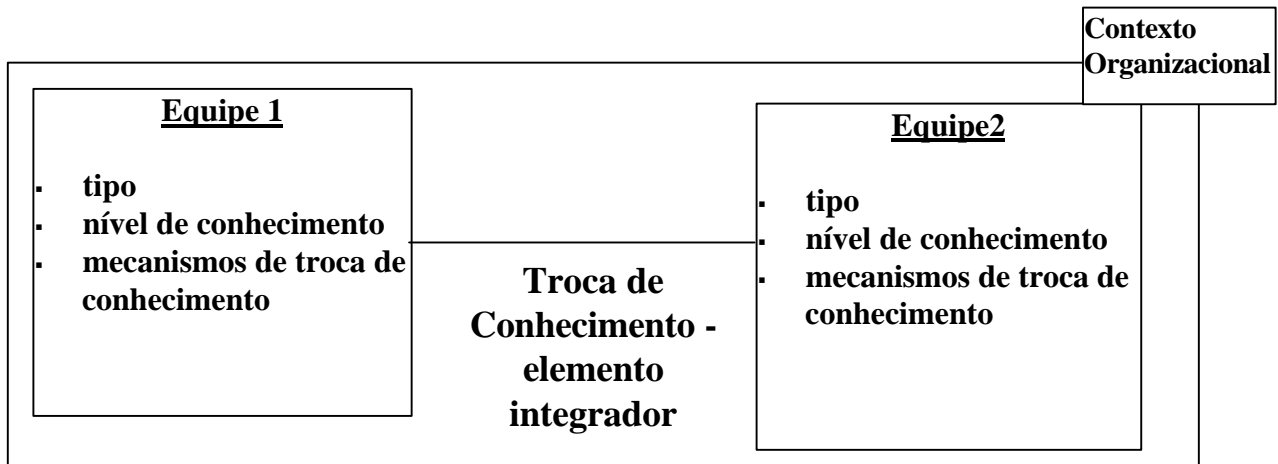 Contexto
Organizacional
Equipe 1
▪ tipo
▪ nível de conhecimento
▪ mecanismos de troca de
conhecimento
Troca de
Conhecimento -
elemento
integrador
Equipe2
▪ tipo
▪ nível de conhecimento
▪ mecanismos de troca de
conhecimento